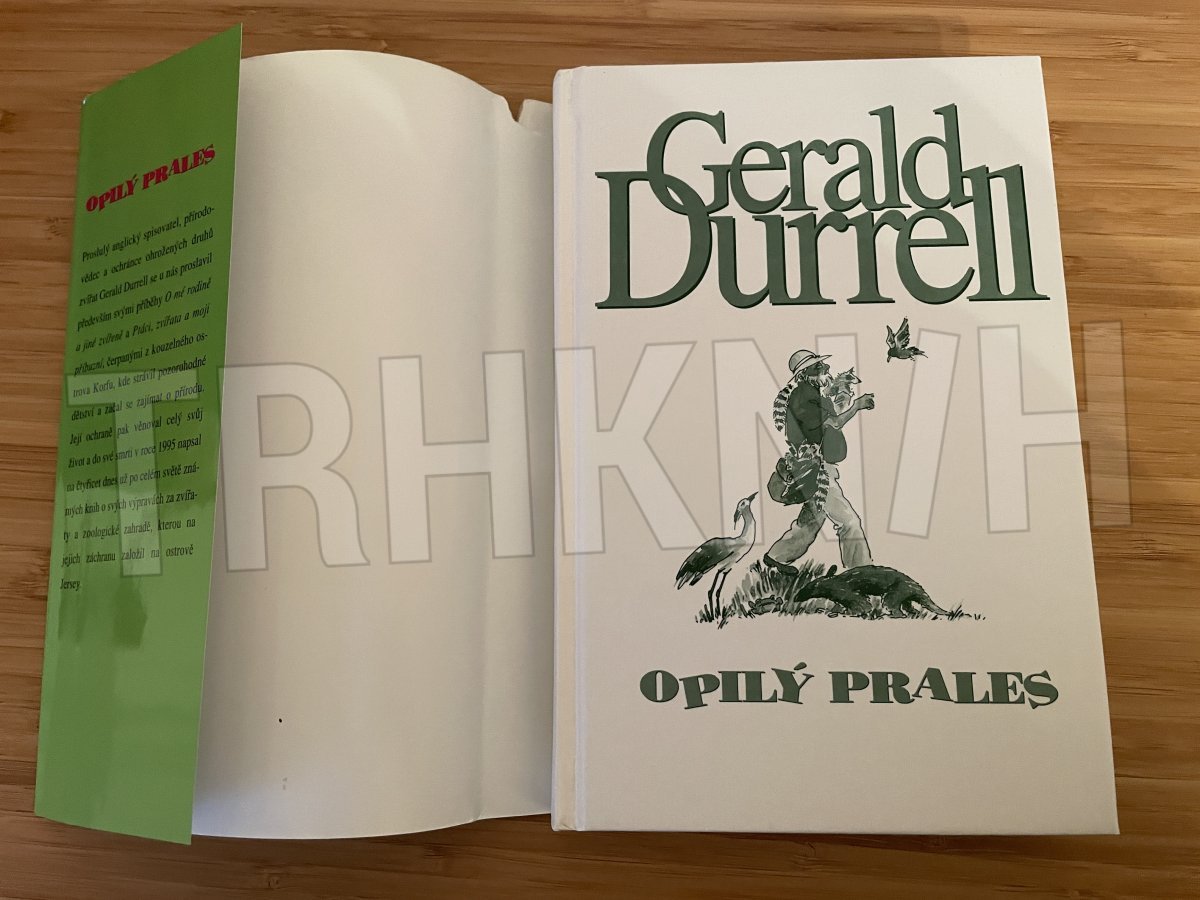 OPILÝ PRALES
Proslulý anglický spisovatel, přírodo-
vědec a ochránce ohrožených druhů
zvířat Gerald Durrell se u nás proslavil
především svými příběhy O mé rodině
a jiné zvířeně a Ptáci, zvířata a moji
příbuzní, čerpanými z kouzelného os-
trova Korfu, kde strávil pozoruhodné
dětství a začal se zajímat o přírodu.
Její ochraně pak věnoval celý svůj
život a do své smrti v roce 1995 napsal
na čtyřicet dnes už po celém světě zná-
mých knih o svých výpravách za zvířa-
ty a zoologické zahradě, kterou na
jejich záchranu založil na ostrově
Jersey.
Gerald
Durrell
OPILÝ PRALES
TRHKNIH